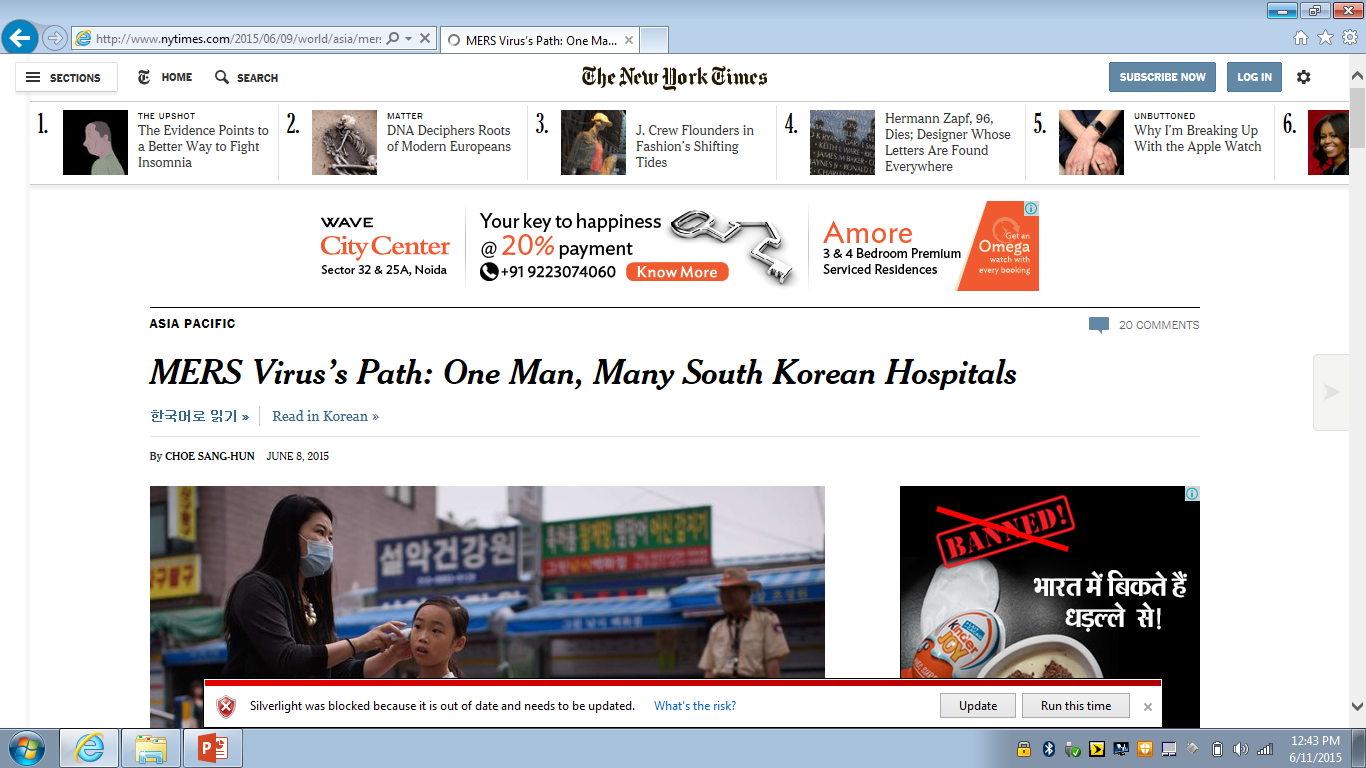 http://www.nytimes.com/2015/06/09/world/asia/mer
MERS Virus's Path: One Man...
SECTIONS
HOME
SEARCH
The New York Times
SUBSCRIBE NOW
LOG IN
1.
THE UPSHOT
The Evidence Points to
a Better Way to Fight
Insomnia
2.
MATTER
DNA Deciphers Roots
of Modern Europeans
3.
J. Crew Flounders in
Fashion's Shifting
Tides
4.
Hermann Zapf, 96,
Dies; Designer Whose
Letters Are Found
Everywhere
5.
UNBUTTONED
Why I'm Breaking Up
With the Apple Watch
6.
WAVE
City Center
Sector 32 & 25A, Noida
Your key to happiness
@ 20% payment
+91 9223074060 Know More
Amore
3 & 4 Bedroom Premium
Serviced Residences
Get an
Omega
watch with
every booking
ASIA PACIFIC
20 COMMENTS
MERS Virus's Path: One Man, Many South Korean Hospitals
한국어로 읽기 »
Read in Korean »
By CHOE SANG-HUN JUNE 8, 2015
설악건강원
BANNED!
भारत में बिकते हैं
धड़ल्ले से!
Kinder
JOY
Silverlight was blocked because it is out of date and needs to be updated.
What's the risk?
Update
Run this time
12:43 PM
6/11/2015